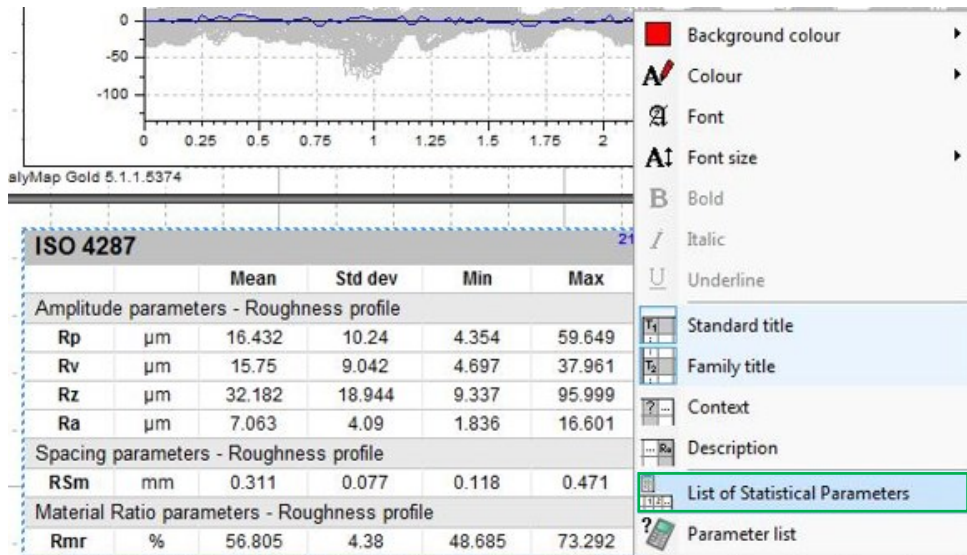 0
-50
-100
0 0.25 0.5 0.75 1 1.25 1.5 1.75 2
alyMap Gold 5.1.1.5374
ISO 4287 21
Mean Std dev Min Max
Amplitude parameters - Roughness profile
Rp µm 16.432 10.24 4.354 59.649
Rv µm 15.75 9.042 4.697 37.961
Rz µm 32.182 18.944 9.337 95.999
Ra µm 7.063 4.09 1.836 16.601
Spacing parameters - Roughness profile
RSm mm 0.311 0.077 0.118 0.471
Material Ratio parameters - Roughness profile
Rmr % 56.805 4.38 48.685 73.292
Background colour
Colour
Font
Font size
B Bold
I Italic
U Underline
Standard title
Family title
Context
Description
List of Statistical Parameters
Parameter list